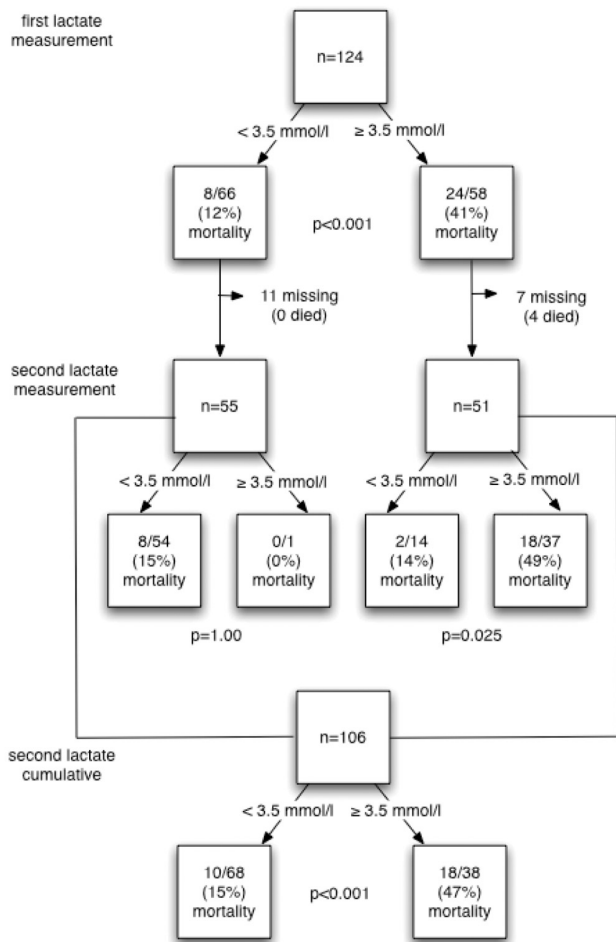 first lactate
measurement
n=124
< 3.5 mmol/l
≥ 3.5 mmol/l
8/66
(12%)
mortality
p<0.001
24/58
(41%)
mortality
11 missing
(0 died)
7 missing
(4 died)
second lactate
measurement
n=55
n=51
< 3.5 mmol/l
≥ 3.5 mmol/l
< 3.5 mmol/l
≥ 3.5 mmol/l
8/54
(15%)
mortality
0/1
(0%)
mortality
2/14
(14%)
mortality
18/37
(49%)
mortality
p=1.00
p=0.025
second lactate
cumulative
n=106
< 3.5 mmol/l
≥ 3.5 mmol/l
10/68
(15%)
mortality
p<0.001
18/38
(47%)
mortality